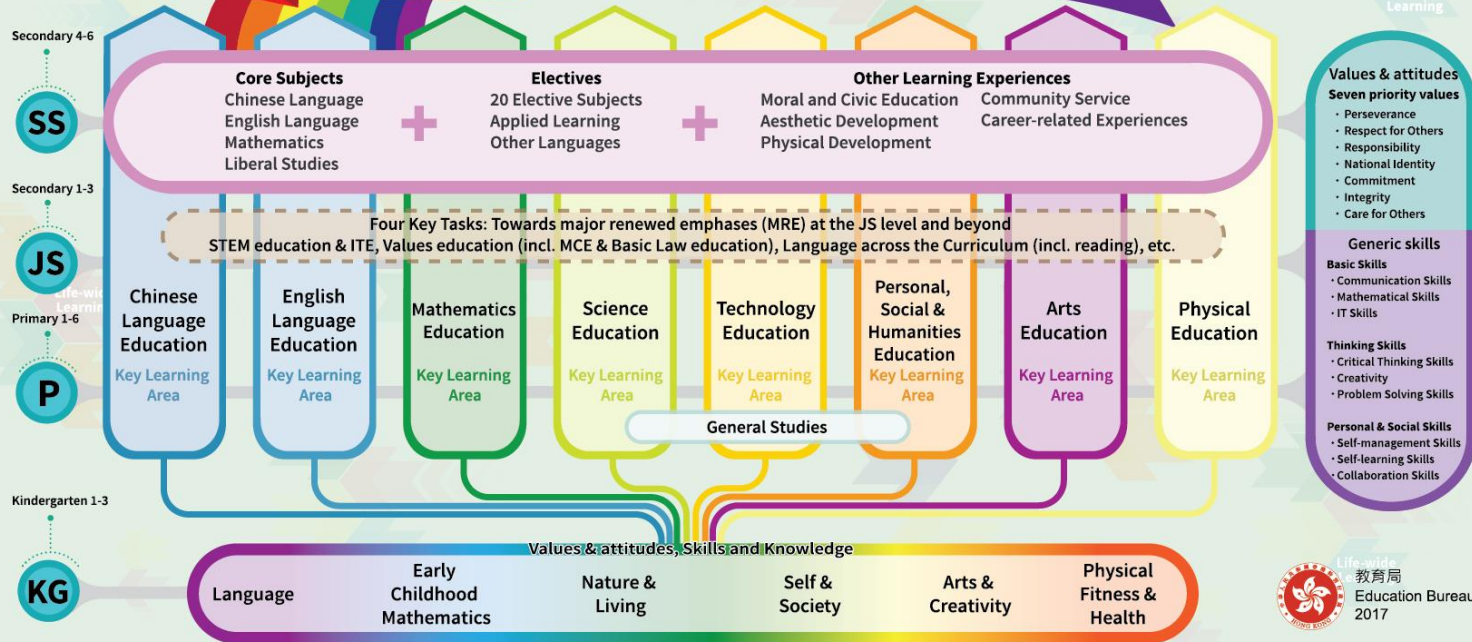 Learning
Secondary 4-6
SS
Core Subjects
Chinese Language
English Language
Mathematics
Liberal Studies
+
Electives
20 Elective Subjects
Applied Learning
Other Languages
+
Other Learning Experiences
Moral and Civic Education
Aesthetic Development
Physical Development
Community Service
Career-related Experiences
Secondary 1-3
JS
Four Key Tasks: Towards major renewed emphases (MRE) at the JS level and beyond
STEM education & ITE, Values education (incl. MCE & Basic Law education), Language across the Curriculum (incl. reading), etc.
Life-wide
Learning
Primary 1-6
P
Chinese
Language
Education
Key Learning
Area
English
Language
Education
Key Learning
Area
Mathematics
Education
Key Learning
Area
Science
Education
Key Learning
Area
Technology
Education
Key Learning
Area
Personal,
Social &
Humanities
Education
Key Learning
Area
Arts
Education
Key Learning
Area
Physical
Education
Key Learning
Area
General Studies
Kindergarten 1-3
KG
Values & attitudes, Skills and Knowledge
Language
Early
Childhood
Mathematics
Nature &
Living
Self &
Society
Arts &
Creativity
Physical
Fitness &
Health
Values & attitudes
Seven priority values
· Perseverance
· Respect for Others
· Responsibility
· National Identity
· Commitment
· Integrity
· Care for Others
Generic skills
Basic Skills
· Communication Skills
· Mathematical Skills
· IT Skills
Thinking Skills
· Critical Thinking Skills
· Creativity
· Problem Solving Skills
Personal & Social Skills
· Self-management Skills
· Self-learning Skills
· Collaboration Skills
Life-wide
HONG KONG
教育局
Education Bureau
2017